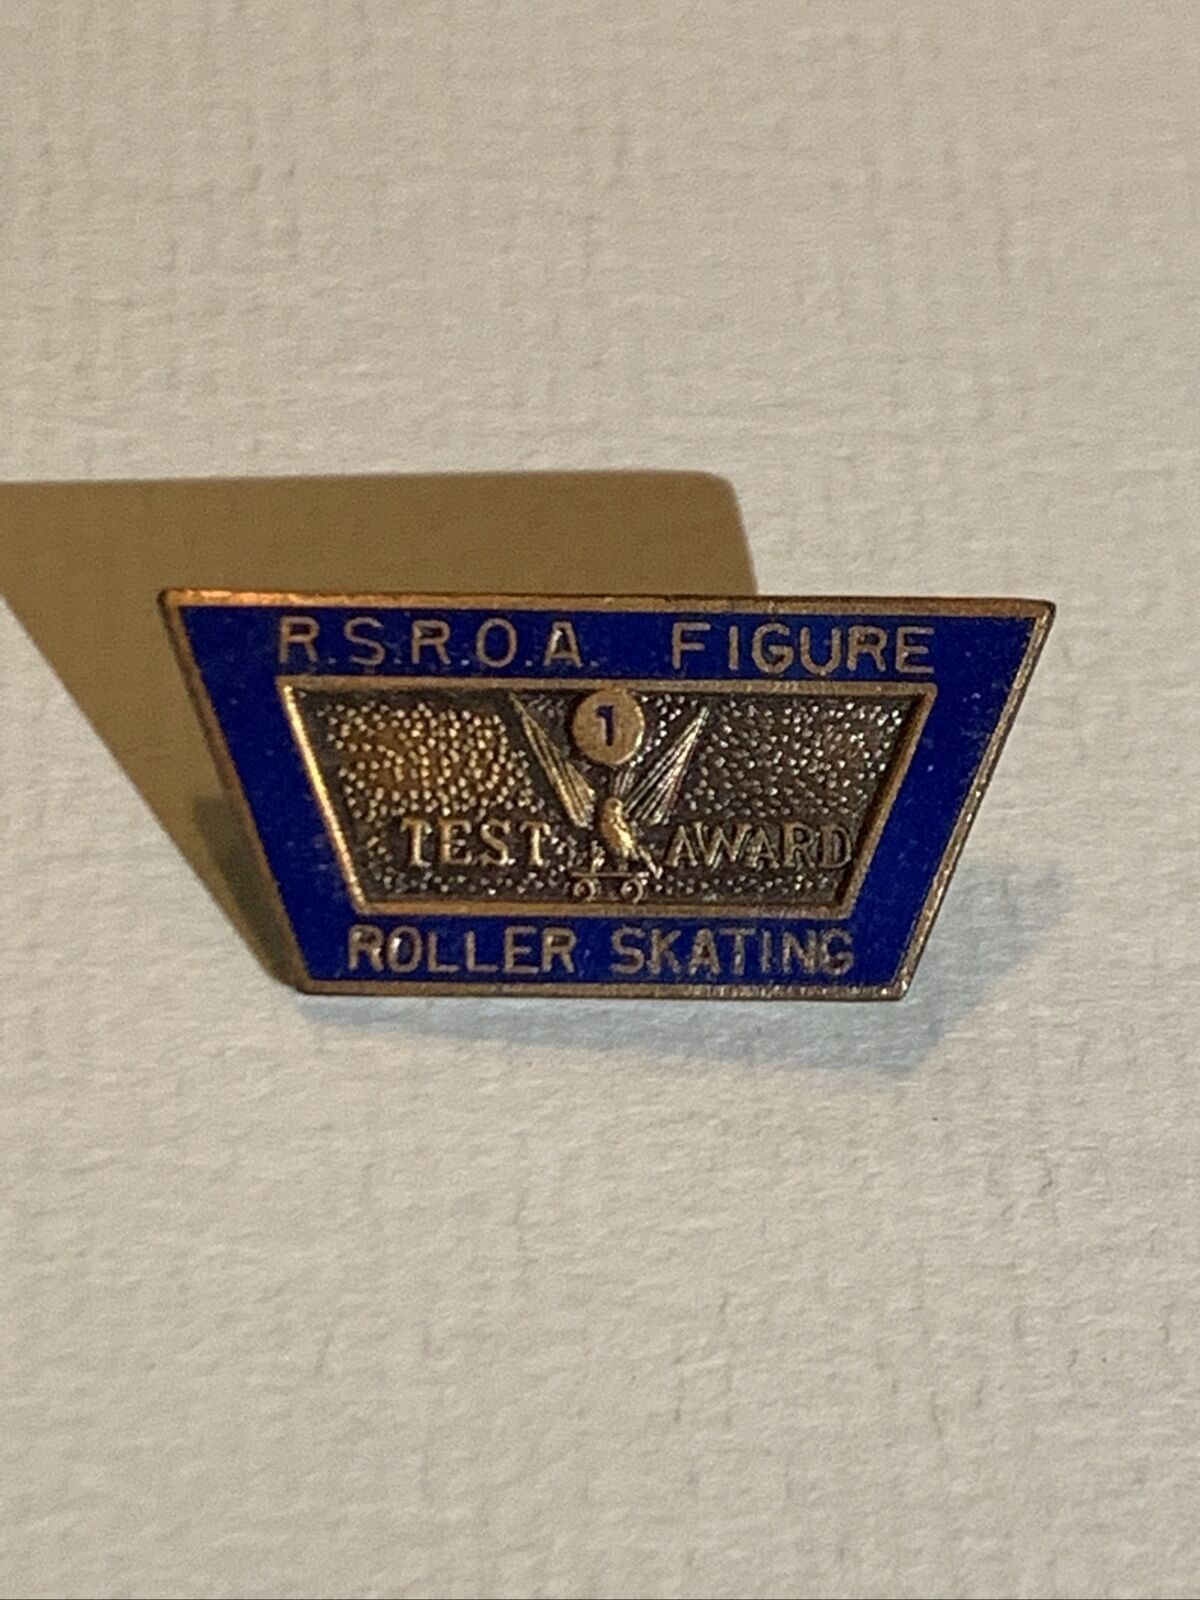 R.S.R.O.A. FIGURE
1
TEST AWARD
ROLLER SKATING